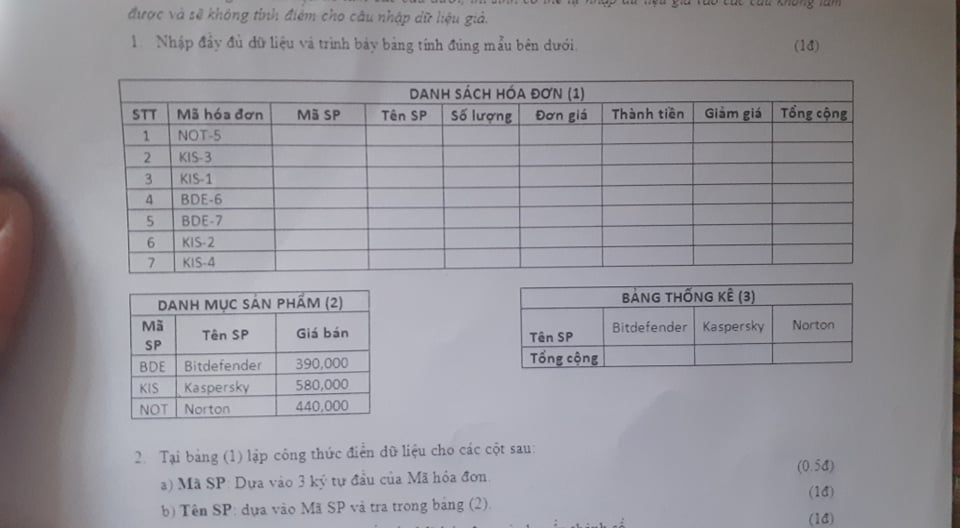 được và sẽ không tính điểm cho câu nhập dữ liệu giả.
1. Nhập đầy đủ dữ liệu và trình bày bảng tính đúng mẫu bên dưới. (1đ)
DANH SÁCH HÓA ĐƠN (1)
STT Mã hóa đơn Mã SP Tên SP Số lượng Đơn giá Thành tiền Giảm giá Tổng cộng
1 NOT-5
2 KIS-3
3 KIS-1
4 BDE-6
5 BDE-7
6 KIS-2
7 KIS-4
DANH MỤC SẢN PHẨM (2)
Mã SP Tên SP Giá bán
BDE Bitdefender 390,000
KIS Kaspersky 580,000
NOT Norton 440,000
BẢNG THỐNG KÊ (3)
Tên SP Bitdefender Kaspersky Norton
Tổng cộng
2. Tại bảng (1) lập công thức điền dữ liệu cho các cột sau:
a) Mã SP: Dựa vào 3 ký tự đầu của Mã hóa đơn. (0.5đ)
b) Tên SP: dựa vào Mã SP và tra trong bảng (2). (1đ)
(1đ)